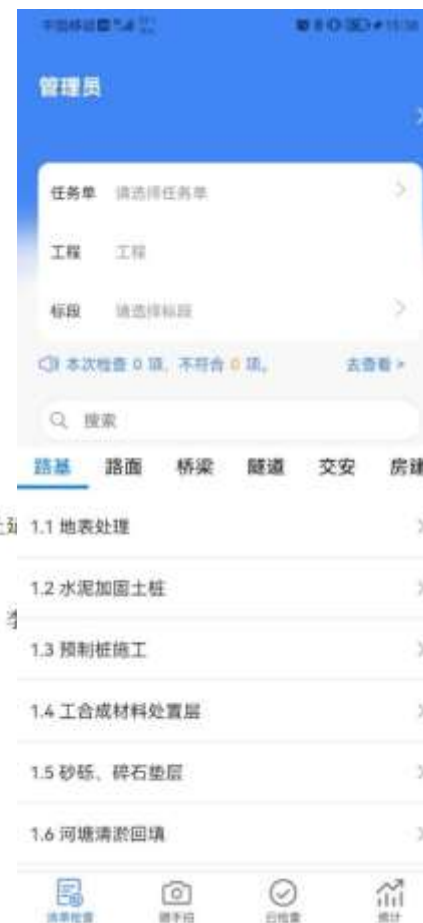 管理员
任务单 请选择任务单
工程 工程
标段 请选择标段
本次检查 0 项，不符合 0 项。 去查看 >
搜索
路基 路面 桥梁 隧道 交安 房建
1.1 地表处理
1.2 水泥加固土桩
1.3 预制桩施工
1.4 工合成材料处置层
1.5 砂砾、碎石垫层
1.6 河塘清淤回填
清单检查 随手拍 已检查 统计